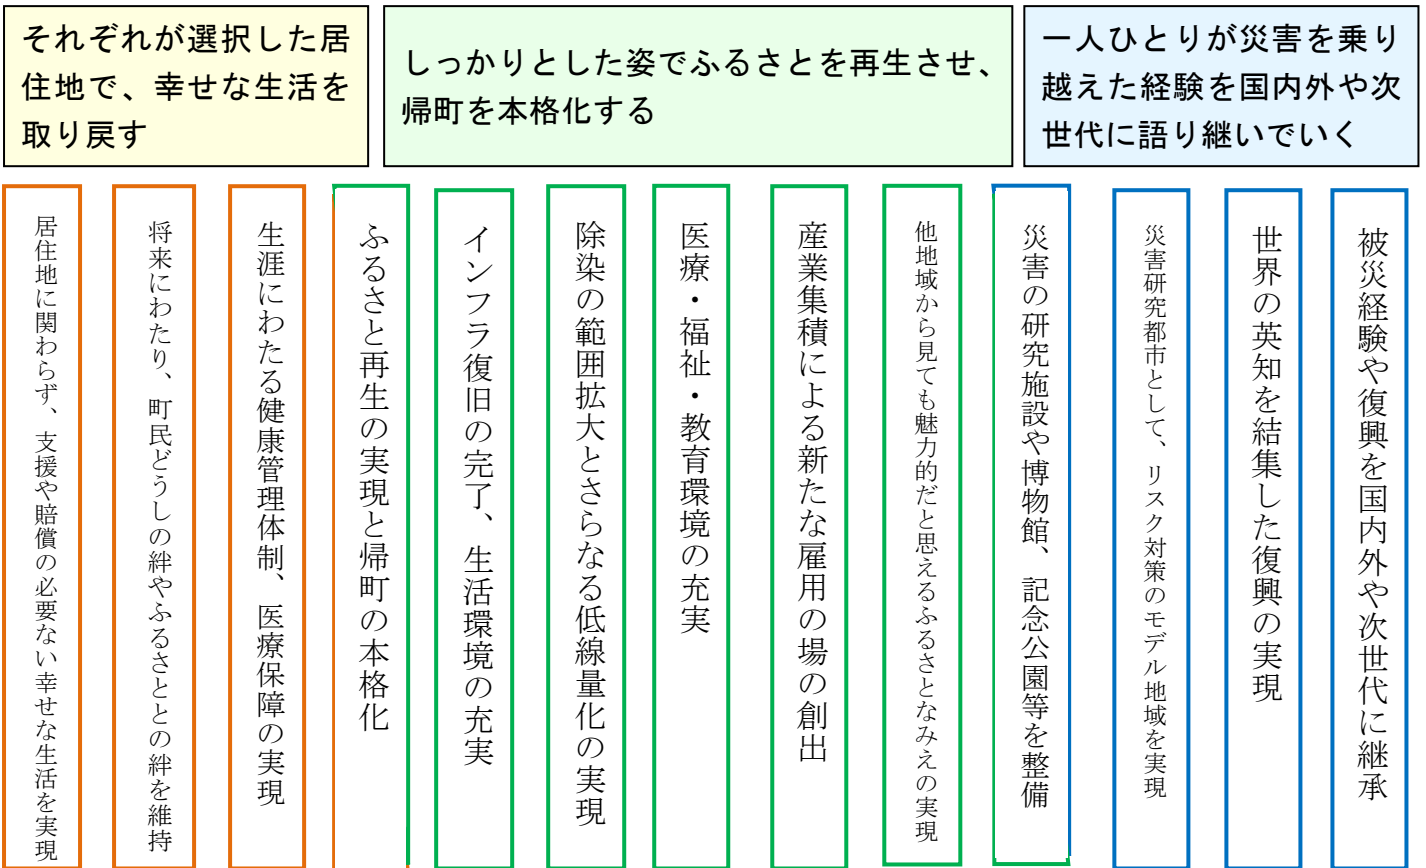 それぞれが選択した居
住地で、幸せな生活を
取り戻す
しっかりとした姿でふるさとを再生させ、
帰町を本格化する
一人ひとりが災害を乗り
越えた経験を国内外や次
世代に語り継いでいく
居住地に関わらず、支援や賠償の必要ない幸せな生活を実現
将来にわたり、町民どうしの絆やふるさととの絆を維持
生涯にわたる健康管理体制、医療保障の実現
ふるさと再生の実現と帰町の本格化
インフラ復旧の完了、生活環境の充実
除染の範囲拡大とさらなる低線量化の実現
医療・福祉・教育環境の充実
産業集積による新たな雇用の場の創出
他地域から見ても魅力的だと思えるふるさとなみえの実現
災害の研究施設や博物館、記念公園等を整備
災害研究都市として、リスク対策のモデル地域を実現
世界の英知を結集した復興の実現
被災経験や復興を国内外や次世代に継承